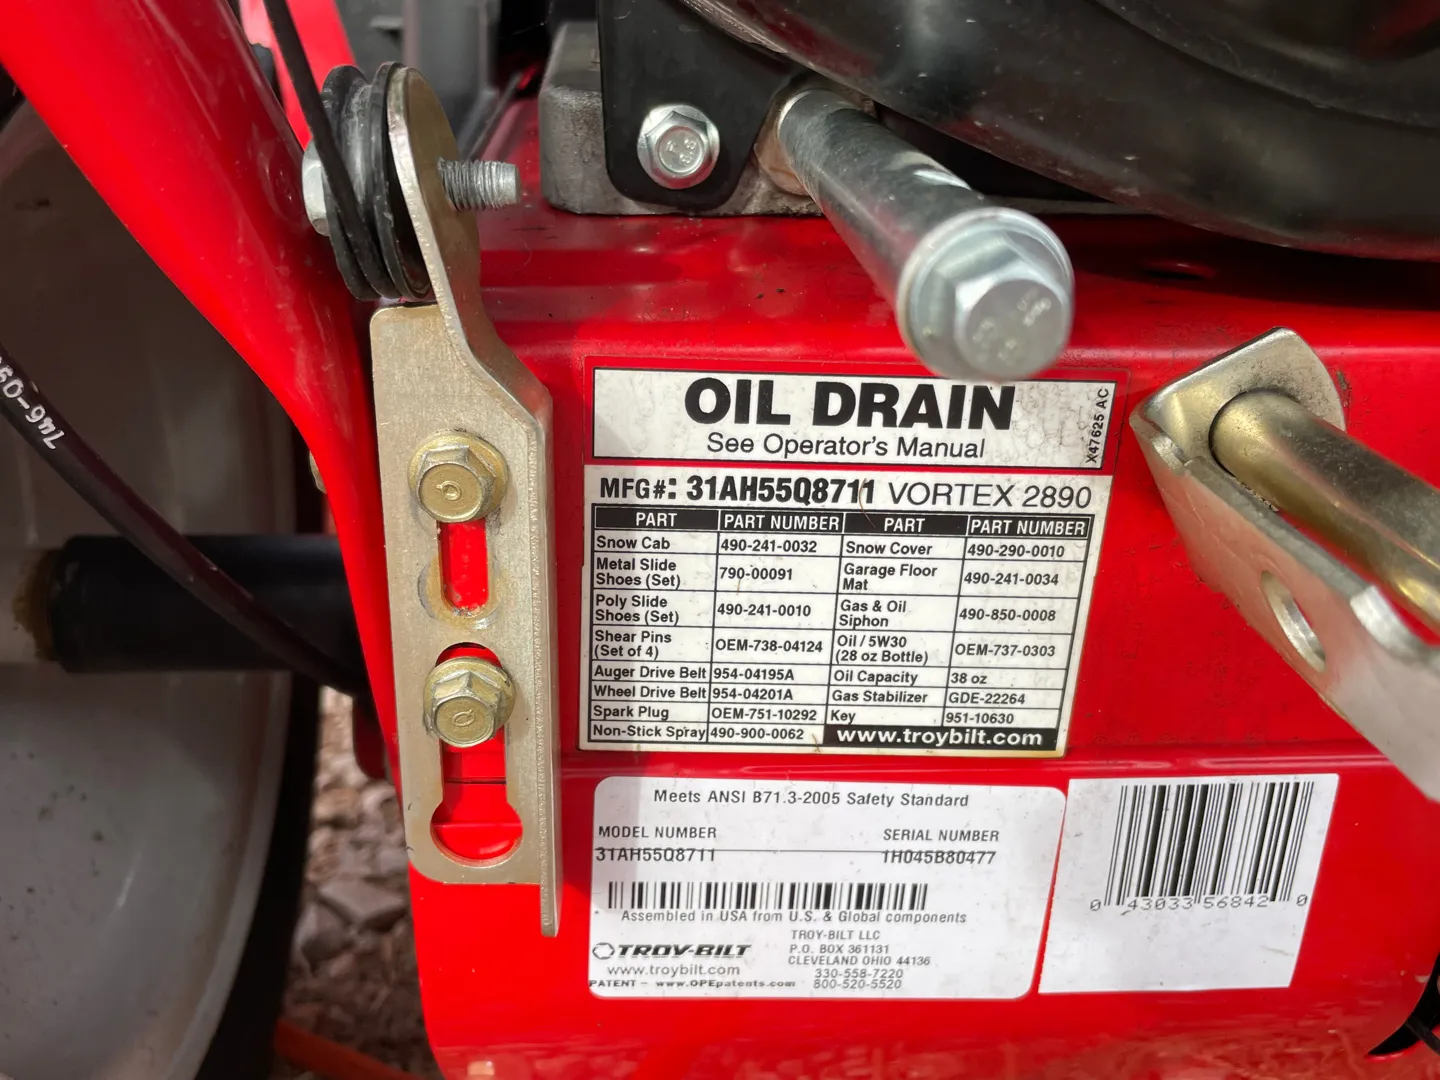 OIL DRAIN
See Operator's Manual
X47625 AC
MFG#: 31AH55Q8711 VORTEX 2890
PART PART NUMBER PART PART NUMBER
Snow Cab 490-241-0032 Snow Cover 490-290-0010
Metal Slide Shoes (Set) 790-00091 Garage Floor Mat 490-241-0034
Poly Slide Shoes (Set) 490-241-0010 Gas & Oil Siphon 490-850-0008
Shear Pins (Set of 4) OEM-738-04124 Oil / 5W30 (28 oz Bottle) OEM-737-0303
Auger Drive Belt 954-04195A Oil Capacity 38 oz
Wheel Drive Belt 954-04201A Gas Stabilizer GDE-22264
Spark Plug OEM-751-10292 Key 951-10630
Non-Stick Spray 490-900-0062 www.troybilt.com
Meets ANSI B71.3-2005 Safety Standard
MODEL NUMBER SERIAL NUMBER
31AH55Q8711 1H045B80477
Assembled in USA from U.S. & Global components
TROY-BILT
www.troybilt.com
PATENT - www.OPEpatents.com
TROY-BILT LLC
P.O. BOX 361131
CLEVELAND OHIO 44136
330-558-7220
800-520-5520
0 43033 56842 0